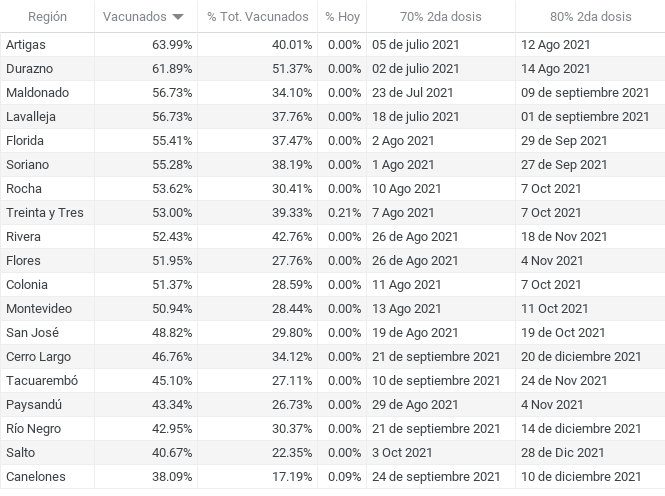 Región Vacunados % Tot. Vacunados % Hoy 70% 2da dosis 80% 2da dosis
Artigas 63.99% 40.01% 0.00% 05 de julio 2021 12 Ago 2021
Durazno 61.89% 51.37% 0.00% 02 de julio 2021 14 Ago 2021
Maldonado 56.73% 34.10% 0.00% 23 de Jul 2021 09 de septiembre 2021
Lavalleja 56.73% 37.76% 0.00% 18 de julio 2021 01 de septiembre 2021
Florida 55.41% 37.47% 0.00% 2 Ago 2021 29 de Sep 2021
Soriano 55.28% 38.19% 0.00% 1 Ago 2021 27 de Sep 2021
Rocha 53.62% 30.41% 0.00% 10 Ago 2021 7 Oct 2021
Treinta y Tres 53.00% 39.33% 0.21% 7 Ago 2021 7 Oct 2021
Rivera 52.43% 42.76% 0.00% 26 de Ago 2021 18 de Nov 2021
Flores 51.95% 27.76% 0.00% 26 de Ago 2021 4 Nov 2021
Colonia 51.37% 28.59% 0.00% 11 Ago 2021 7 Oct 2021
Montevideo 50.94% 28.44% 0.00% 13 Ago 2021 11 Oct 2021
San José 48.82% 29.80% 0.00% 19 de Ago 2021 19 de Oct 2021
Cerro Largo 46.76% 34.12% 0.00% 21 de septiembre 2021 20 de diciembre 2021
Tacuarembó 45.10% 27.11% 0.00% 10 de septiembre 2021 24 de Nov 2021
Paysandú 43.34% 26.73% 0.00% 29 de Ago 2021 4 Nov 2021
Río Negro 42.95% 30.37% 0.00% 21 de septiembre 2021 14 de diciembre 2021
Salto 40.67% 22.35% 0.00% 3 Oct 2021 28 de Dic 2021
Canelones 38.09% 17.19% 0.09% 24 de septiembre 2021 10 de diciembre 2021